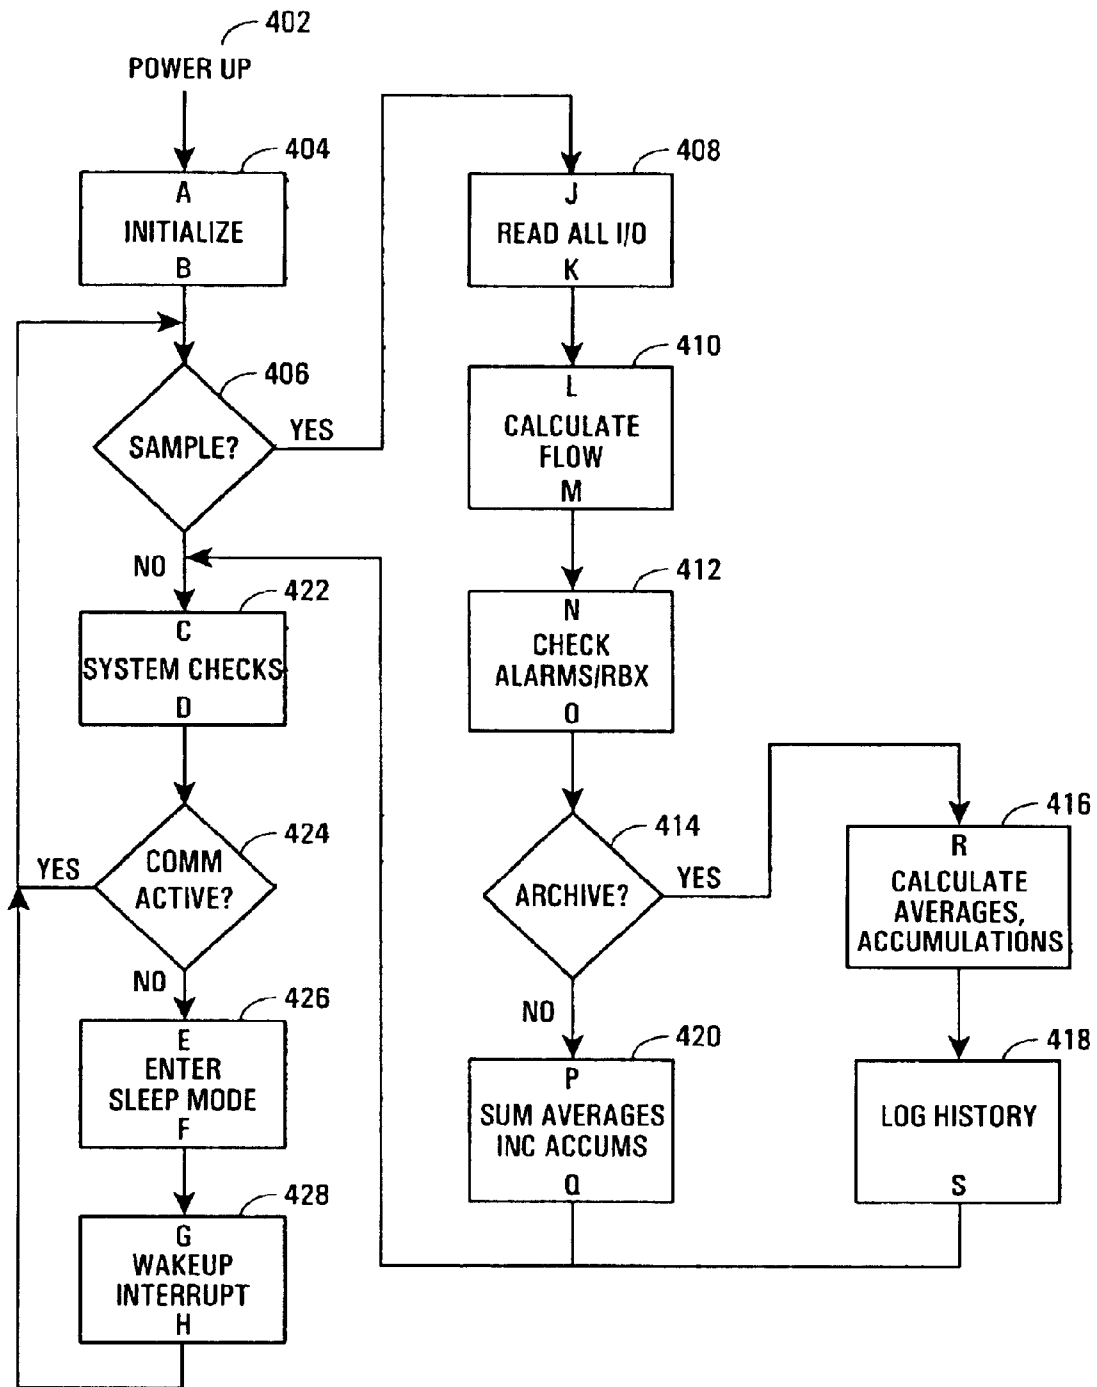 402
POWER UP
404
A
INITIALIZE
B
406
SAMPLE?
YES
NO
422
C
SYSTEM CHECKS
D
424
COMM
ACTIVE?
YES
NO
426
E
ENTER
SLEEP MODE
F
428
G
WAKEUP
INTERRUPT
H
408
J
READ ALL I/O
K
410
L
CALCULATE
FLOW
M
412
N
CHECK
ALARMS/RBX
O
414
ARCHIVE?
YES
NO
420
P
SUM AVERAGES
INC ACCUMS
Q
416
R
CALCULATE
AVERAGES,
ACCUMULATIONS
418
LOG HISTORY
S